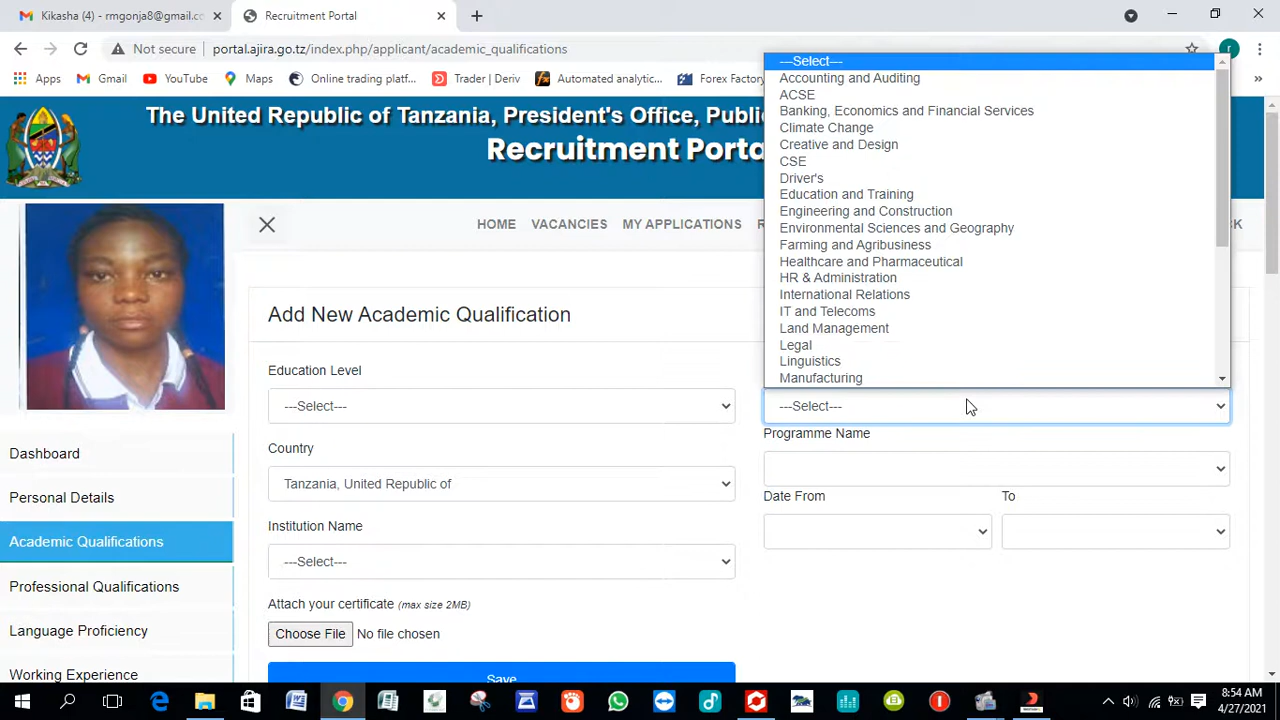 Kikasha (4) - rmgonja8@gmail.co
Recruitment Portal
Not secure
portal.ajira.go.tz/index.php/applicant/academic_qualifications
r
Apps
Gmail
YouTube
Maps
Online trading platf...
Trader | Deriv
Automated analytic...
Forex Factory
»
The United Republic of Tanzania, President's Office, Publi
Recruitment Porta
HOME
VACANCIES
MY APPLICATIONS
---Select---
Accounting and Auditing
ACSE
Banking, Economics and Financial Services
Climate Change
Creative and Design
CSE
Driver's
Education and Training
Engineering and Construction
Environmental Sciences and Geography
Farming and Agribusiness
Healthcare and Pharmaceutical
HR & Administration
International Relations
IT and Telecoms
Land Management
Legal
Linguistics
Manufacturing
Add New Academic Qualification
Education Level
---Select---
---Select---
Country
Programme Name
Tanzania, United Republic of
Date From
To
Institution Name
---Select---
Attach your certificate (max size 2MB)
Choose File No file chosen
Save
Dashboard
Personal Details
Academic Qualifications
Professional Qualifications
Language Proficiency
Working Experience
8:54 AM
4/27/2021